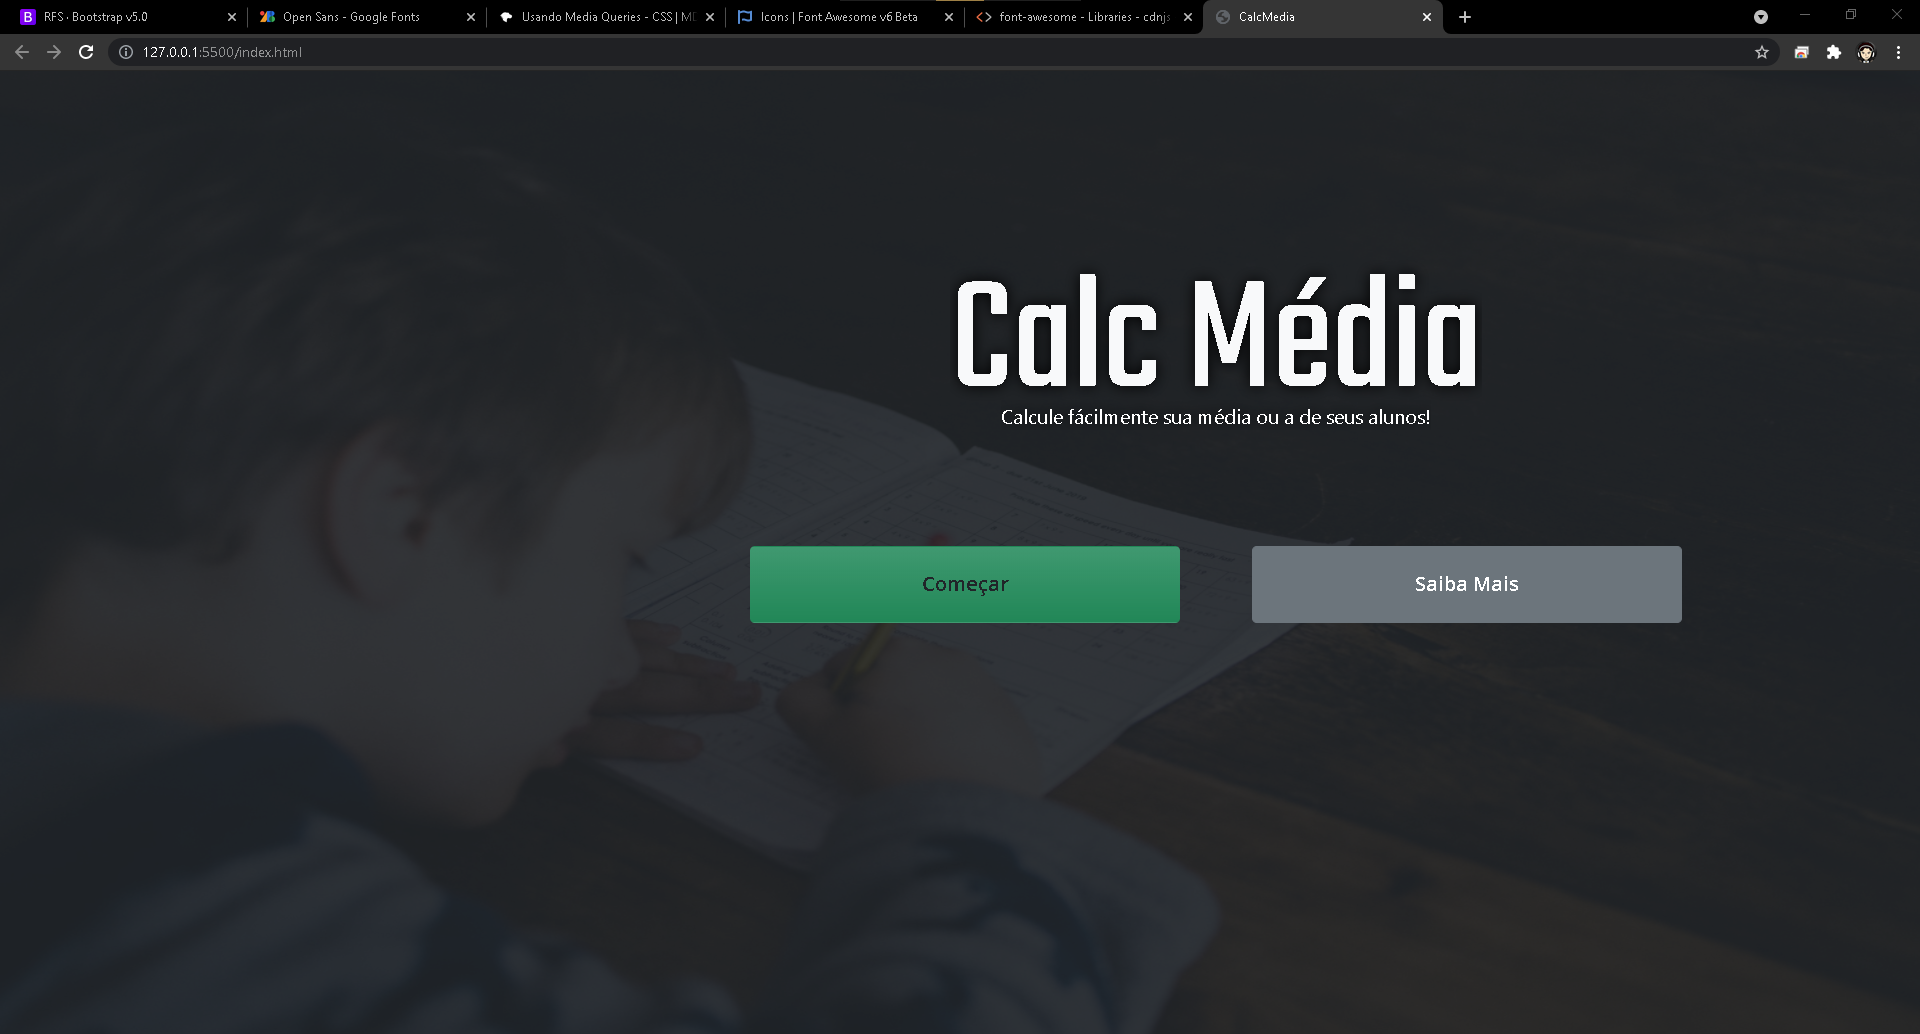 RFS · Bootstrap v5.0
Open Sans - Google Fonts
Usando Media Queries - CSS | MD
Icons | Font Awesome v6 Beta
font-awesome - Libraries - cdnjs
CalcMedia
127.0.0.1:5500/index.html
Calc Média
Calcule fácilmente sua média ou a de seus alunos!
Começar
Saiba Mais